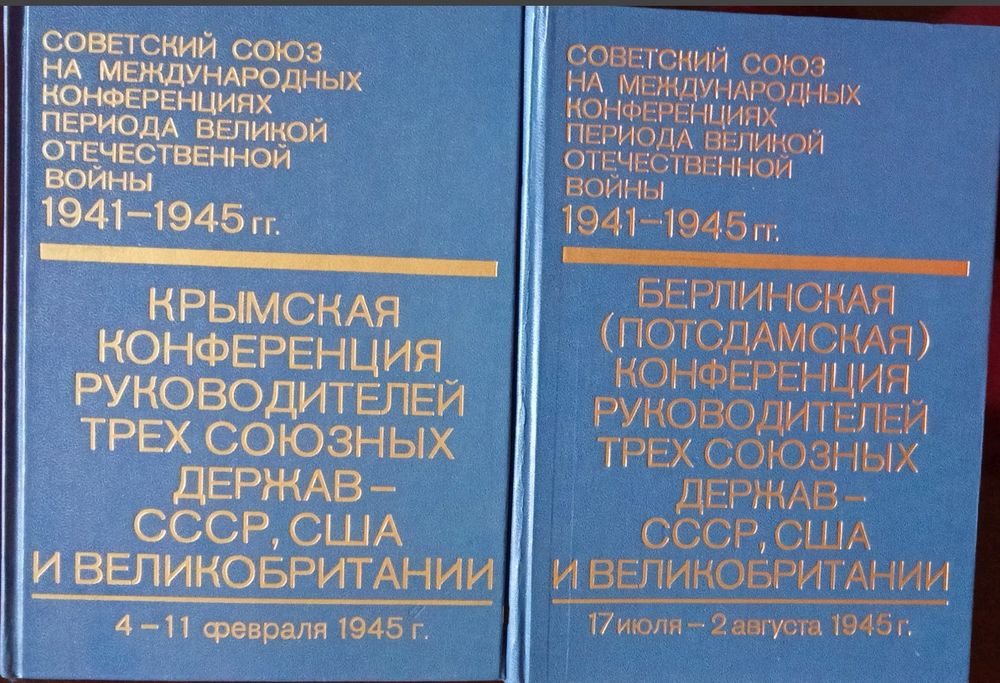 СОВЕТСКИЙ СОЮЗ
НА МЕЖДУНАРОДНЫХ
КОНФЕРЕНЦИЯХ
ПЕРИОДА ВЕЛИКОЙ
ОТЕЧЕСТВЕННОЙ
ВОЙНЫ
1941–1945 гг.
КРЫМСКАЯ
КОНФЕРЕНЦИЯ
РУКОВОДИТЕЛЕЙ
ТРЕХ СОЮЗНЫХ
ДЕРЖАВ –
СССР, США
И ВЕЛИКОБРИТАНИИ
4 – 11 февраля 1945 г.
СОВЕТСКИЙ СОЮЗ
НА МЕЖДУНАРОДНЫХ
КОНФЕРЕНЦИЯХ
ПЕРИОДА ВЕЛИКОЙ
ОТЕЧЕСТВЕННОЙ
ВОЙНЫ
1941–1945 гг.
БЕРЛИНСКАЯ
(ПОТСДАМСКАЯ)
КОНФЕРЕНЦИЯ
РУКОВОДИТЕЛЕЙ
ТРЕХ СОЮЗНЫХ
ДЕРЖАВ –
СССР, США
И ВЕЛИКОБРИТАНИИ
17 июля – 2 августа 1945 г.